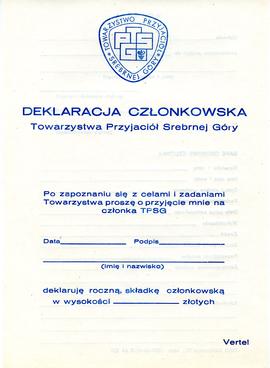 TOWARZYSTWO PRZYJACIÓŁ
SREBRNEJ GÓRY
TPSG
DEKLARACJA CZŁONKOWSKA
Towarzystwa Przyjaciół Srebrnej Góry
Po zapoznaniu się z celami i zadaniami
Towarzystwa proszę o przyjęcie mnie na
członka TPSG
Data Podpis
(imię i nazwisko)
deklaruję roczną, składkę członkowską
w wysokości złotych
Verte!